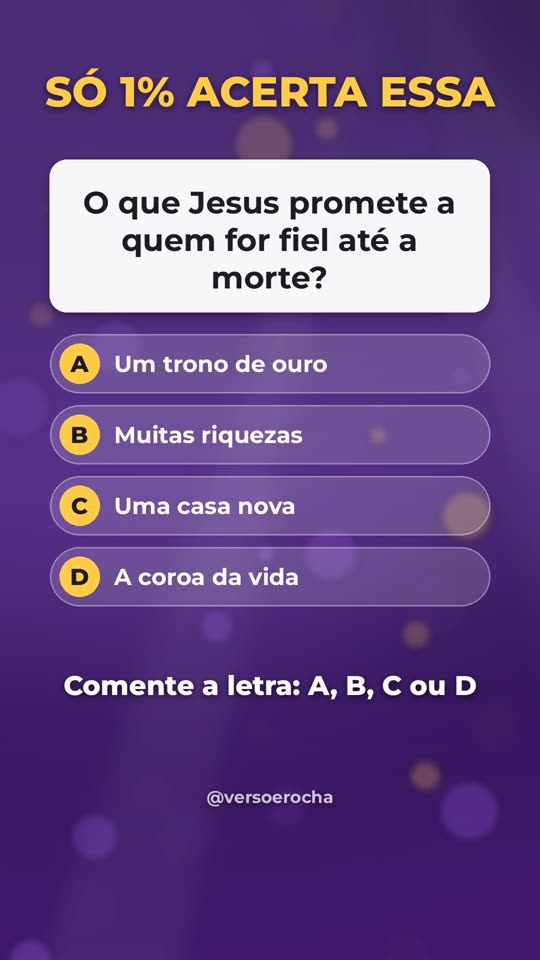 SÓ 1% ACERTA ESSA
O que Jesus promete a
quem for fiel até a
morte?
A Um trono de ouro
B Muitas riquezas
C Uma casa nova
D A coroa da vida
Comente a letra: A, B, C ou D
@versoerocha